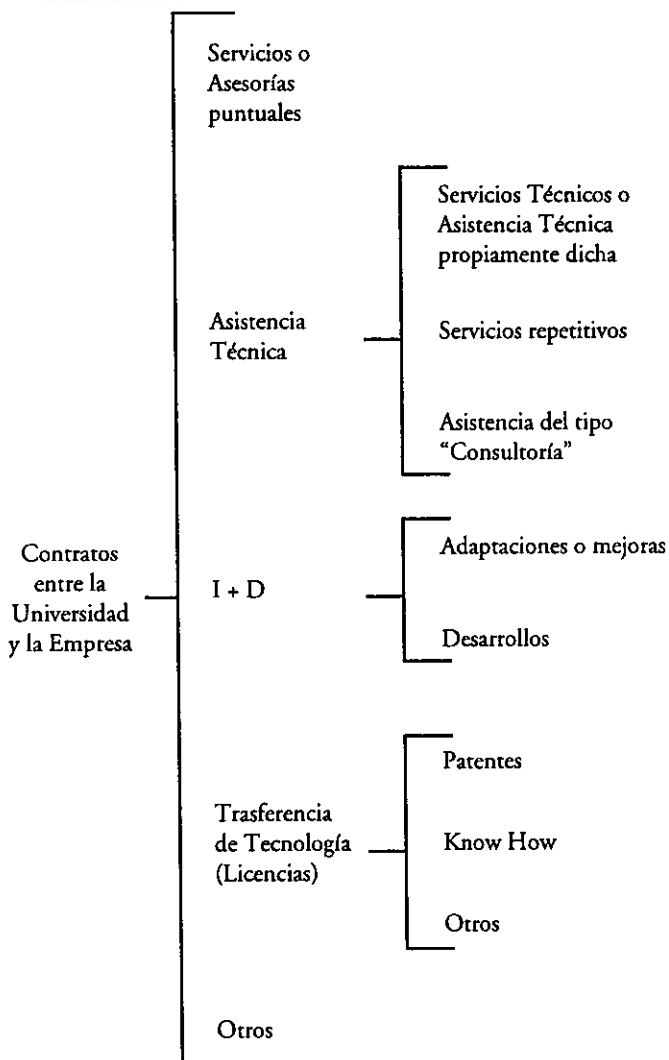 Servicios o
Asesorías
puntuales
Servicios Técnicos o
Asistencia Técnica
propiamente dicha
Asistencia
Técnica
Servicios repetitivos
Asistencia del tipo
“Consultoría”
Contratos
entre la
Universidad
y la Empresa
I + D
Adaptaciones o mejoras
Desarrollos
Trasferencia
de Tecnología
(Licencias)
Patentes
Know How
Otros
Otros